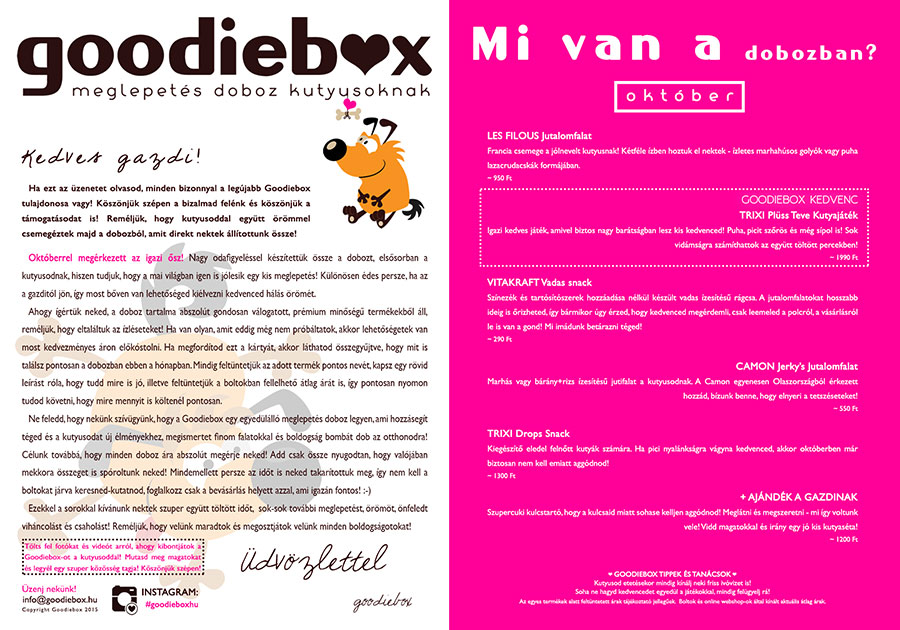 goodiebox
meglepetés doboz kutyusoknak
Kedves gazdi!
Ha ezt az üzenetet olvasod, minden bizonnyal a legújabb Goodiebox
tulajdonosa vagy! Köszönjük szépen a bizalmad felénk és köszönjük a
támogatásodat is! Reméljük, hogy kutyusoddal együtt örömmel
csemegéztek majd a dobozból, amit direkt nektek állítottunk össze!
Októberrel megérkezett az igazi ősz! Nagy odafigyeléssel készítettük össze a dobozt, elsősorban a
kutyusodnak, hiszen tudjuk, hogy a mai világban igen is jólesik egy kis meglepetés! Különösen édes persze, ha az
a gazditól jön, így most bőven van lehetőséged kiélvezni kedvenced hálás örömét.
Ahogy ígértük neked, a doboz tartalma abszolút gondosan válogatott, prémium minőségű termékekből áll,
reméljük, hogy eltaláltuk az ízléseteket! Ha van olyan, amit eddig még nem próbáltatok, akkor lehetőségetek van
most kedvezményes áron előkóstolni. Ha megfordítod ezt a kártyát, akkor láthatod összegyűjtve, hogy mit is
találsz pontosan a dobozban ebben a hónapban. Mindig feltüntetjük az adott termék pontos nevét, kapsz egy rövid
leírást róla, hogy tudd mire is jó, illetve feltüntetjük a boltokban fellelhető átlag árát is, így pontosan nyomon
tudod követni, hogy mire mennyit is költenél pontosan.
Ne feledd, hogy nekünk szívügyünk, hogy a Goodiebox egy egyedülálló meglepetés doboz legyen, ami hozzásegít
téged és a kutyusodat új élményekhez, megismertet finom falatokkal és boldogság bombát dob az otthonodra!
Célunk továbbá, hogy minden doboz ára abszolút megérje neked! Add csak össze nyugodtan, hogy valójában
mekkora összeget is spóroltunk neked! Mindemellett persze az időt is neked takarítottuk meg, így nem kell a
boltokat járva keresned-kutatnod, foglalkozz csak a bevásárlás helyett azzal, ami igazán fontos! :-)
Ezekkel a sorokkal kívánunk nektek szuper együtt töltött időt, sok-sok további meglepetést, örömöt, önfeledt
viháncolást és csaholást! Reméljük, hogy velünk maradtok és megosztjátok velünk minden boldogságotokat!
Tölts fel fotókat és videót arról, ahogy kibontjátok a
Goodiebox-ot a kutyusoddal! Mutasd meg magatokat
és legyél egy szuper közösség tagja! Köszönjük szépen!
Üdvözlettel
goodiebox
Üzenj nekünk!
info@goodiebox.hu
Copyright Goodiebox 2015
INSTAGRAM:
#goodieboxhu
Mi van a dobozban?
október
LES FILOUS Jutalomfalat
Francia csemege a jólnevelt kutyusnak! Kétféle ízben hoztuk el nektek - ízletes marhahúsos golyók vagy puha
lazacrudacskák formájában.
~ 950 Ft
GOODIEBOX KEDVENC
TRIXI Plüss Teve Kutyajáték
Igazi kedves játék, amivel biztos nagy barátságban lesz kis kedvenced! Puha, picit szőrös és még sípol is! Sok
vidámságra számíthattok az együtt töltött percekben!
~ 1990 Ft
VITAKRAFT Vadas snack
Színezék és tartósítószerek hozzáadása nélkül készült vadas ízesítésű rágcsa. A jutalomfalatokat hosszabb
ideig is őrizheted, így bármikor úgy érzed, hogy kedvenced megérdemli, csak leemeled a polcról, a vásárlásról
le is van a gond! Mi imádunk betárazni téged!
~ 290 Ft
CAMON Jerky's Jutalomfalat
Marhás vagy bárány+rizs ízesítésű jutifalat a kutyusodnak. A Camon egyenesen Olaszországból érkezett
hozzád, bízunk benne, hogy elnyeri a tetszéseteket!
~ 550 Ft
TRIXI Drops Snack
Kiegészítő eledel felnőtt kutyák számára. Ha pici nyalánkságra vágyna kedvenced, akkor októberben már
biztosan nem kell emiatt aggódnod!
~ 1300 Ft
+ AJÁNDÉK A GAZDINAK
Szupercuki kulcstartó, hogy a kulcsaid miatt sohase kelljen aggódnod! Meglátni és megszeretni - mi így voltunk
vele! Vidd magatokkal és irány egy jó kis kutyaséta!
~ 1200 Ft
♥ GOODIEBOX TIPPEK ÉS TANÁCSOK ♥
Kutyusod etetésekor mindig kínálj neki friss ivóvizet is!
Soha ne hagyd kedvencedet egyedül a játékokkal, mindig felügyelj rá!
Az egyes termékek alatt feltüntetett árak tájékoztató jellegűek. Boltok és online webshop-ok által kínált aktuális átlag árak.